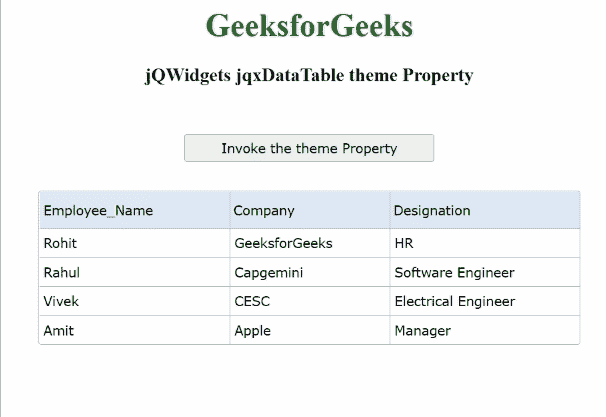 GeeksforGeeks
jQWidgets jqxDataTable theme Property
Invoke the theme Property
Employee_Name Company Designation
Rohit GeeksforGeeks HR
Rahul Capgemini Software Engineer
Vivek CESC Electrical Engineer
Amit Apple Manager